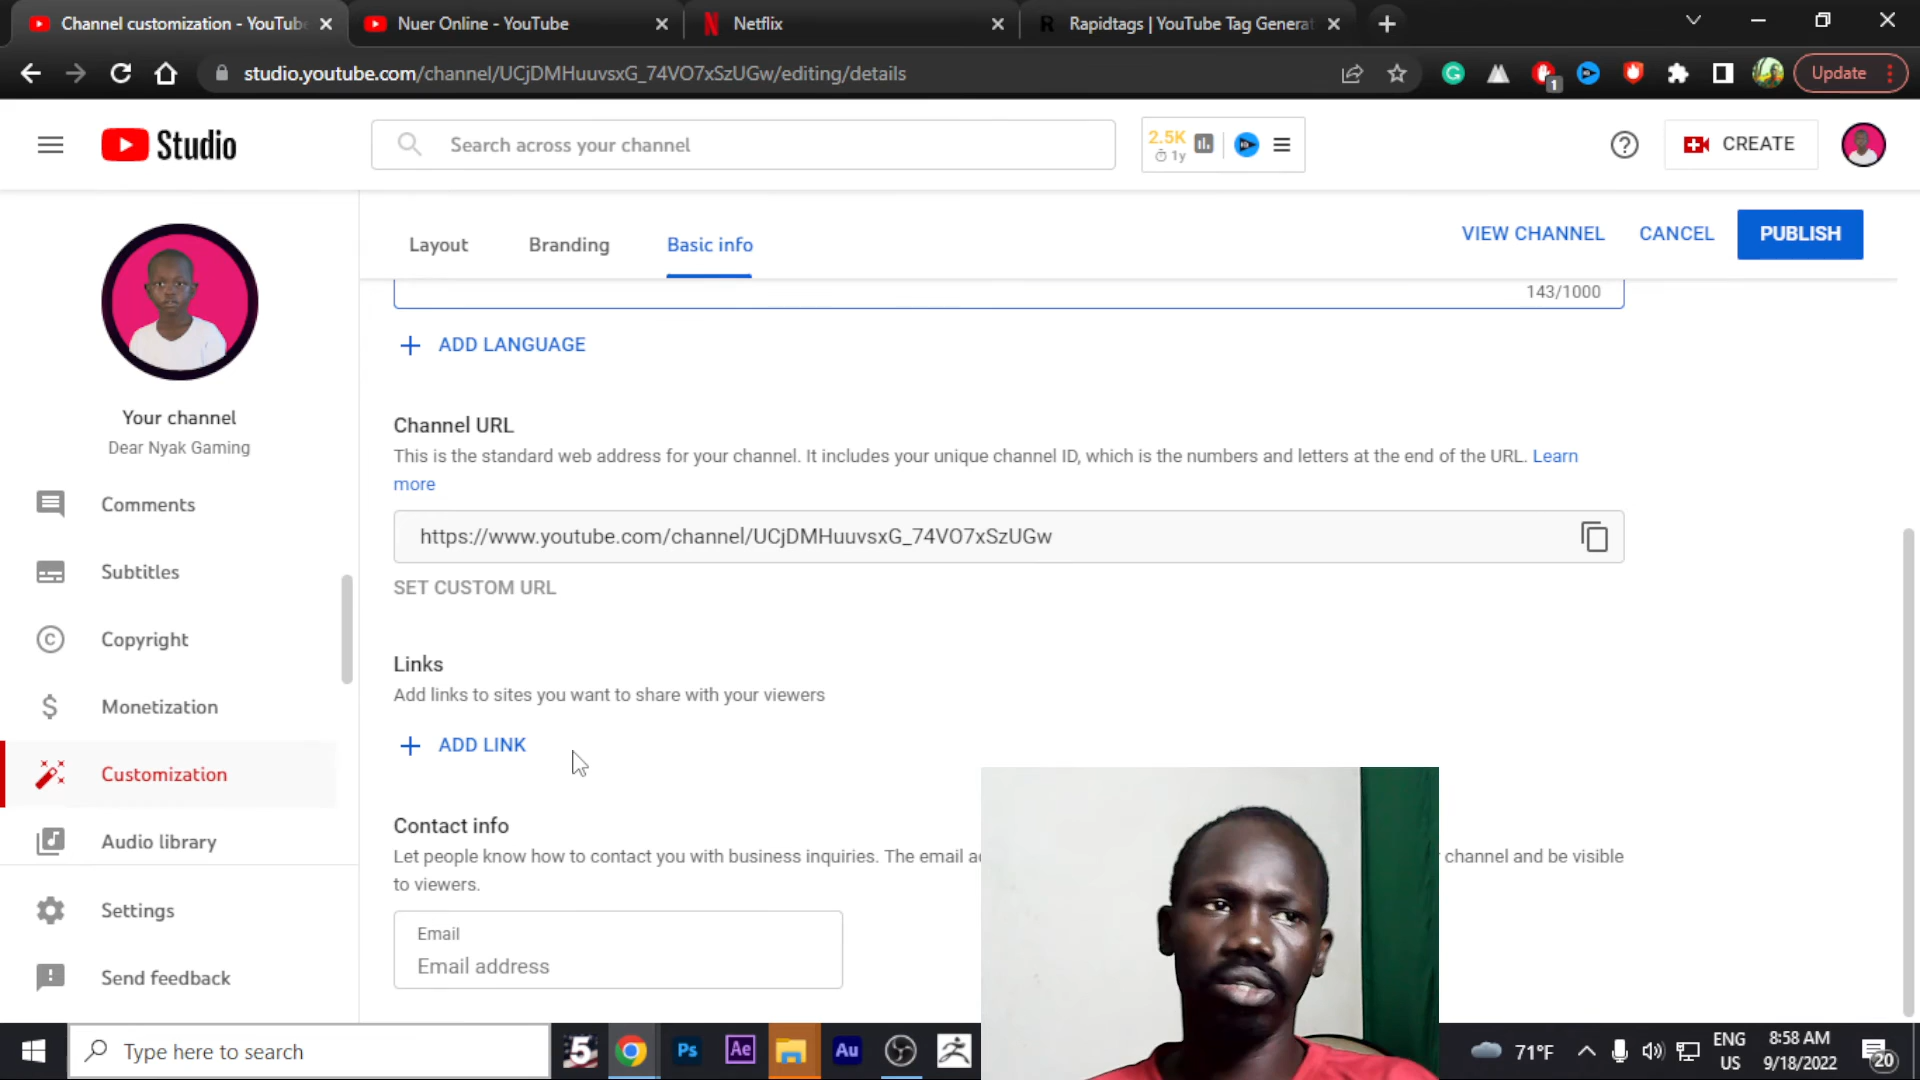 Channel customization - YouTube
Nuer Online - YouTube
Netflix
Rapidtags | YouTube Tag Generat
studio.youtube.com/channel/UCjDMHuuvsxG_74VO7xSzUGw/editing/details
1
Update
Studio
Search across your channel
2.5K
1y
CREATE
Layout
Branding
Basic info
VIEW CHANNEL
CANCEL
PUBLISH
143/1000
ADD LANGUAGE
Your channel
Dear Nyak Gaming
Channel URL
This is the standard web address for your channel. It includes your unique channel ID, which is the numbers and letters at the end of the URL. Learn
more
https://www.youtube.com/channel/UCjDMHuuvsxG_74VO7xSzUGw
SET CUSTOM URL
Comments
Subtitles
Copyright
Monetization
Customization
Audio library
Settings
Send feedback
Links
Add links to sites you want to share with your viewers
ADD LINK
Contact info
Let people know how to contact you with business inquiries. The email a
channel and be visible
to viewers.
Email
Email address
Type here to search
5
Ps
Ae
Au
71°F
ENG
US
8:58 AM
9/18/2022
20